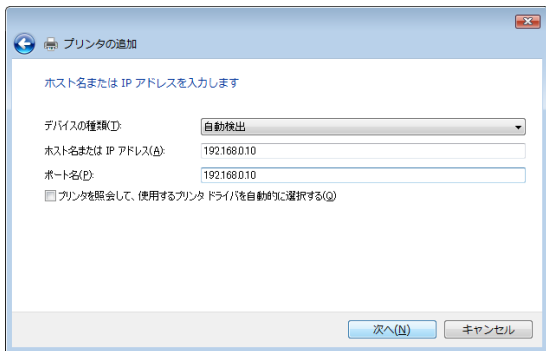 プリンタの追加
ホスト名または IP アドレスを入力します
デバイスの種類(T): 自動検出
ホスト名または IP アドレス(A): 192.168.0.10
ポート名(P): 192.168.0.10
プリンタを照会して、使用するプリンタ ドライバを自動的に選択する(Q)
次へ(N) キャンセル